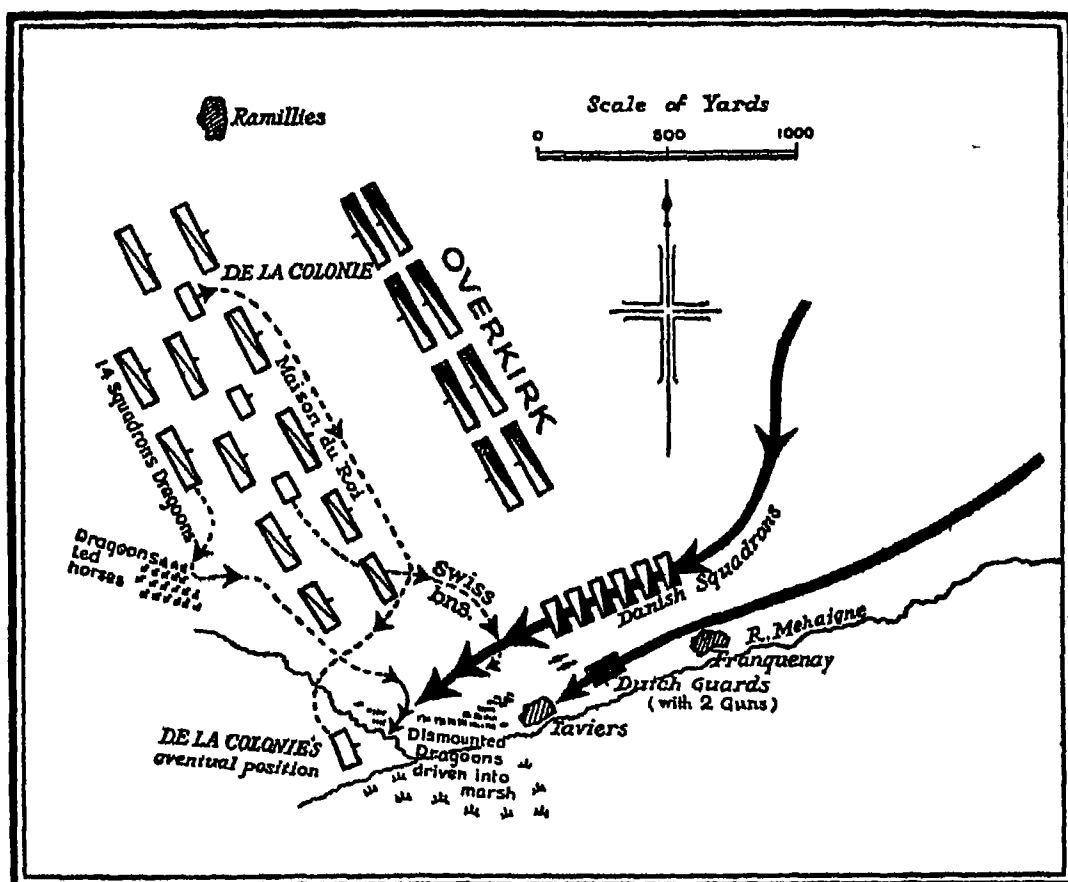 Ramillies
Scale of Yards
0 500 1000
DE LA COLONIE
OVERKIRK
Maison du Roi
14 Squadrons Dragoons
Dragoons
Led
horses
Swiss
bns.
Danish Squadrons
R. Mehaigne
Franquenay
Dutch Guards
(with 2 Guns)
Taviers
Dismounted
Dragoons
driven into
marsh
DE LA COLONIE'S
eventual position